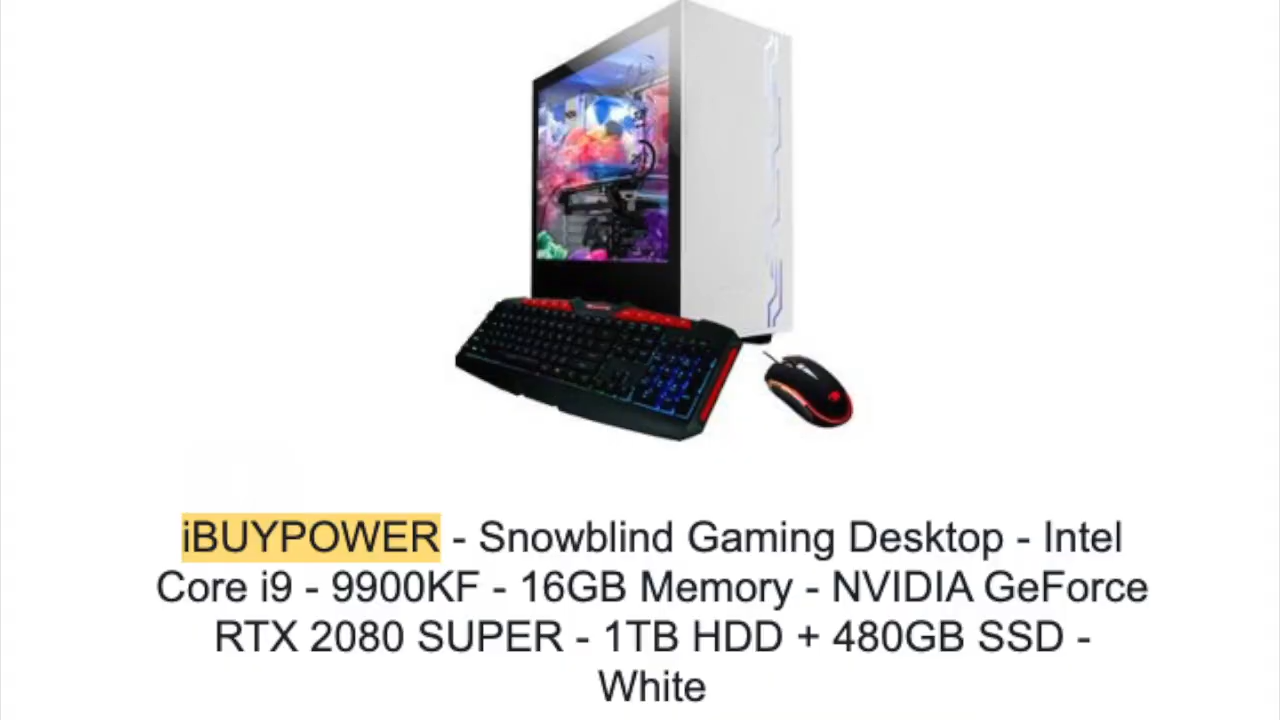 iBUYPOWER - Snowblind Gaming Desktop - Intel
Core i9 - 9900KF - 16GB Memory - NVIDIA GeForce
RTX 2080 SUPER - 1TB HDD + 480GB SSD -
White